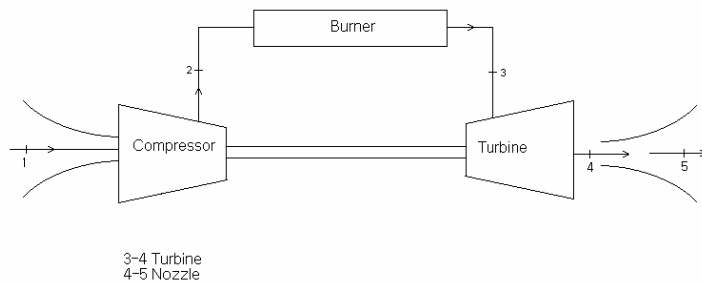 Burner
2
3
Compressor
Turbine
1
4
5
3-4 Turbine
4-5 Nozzle